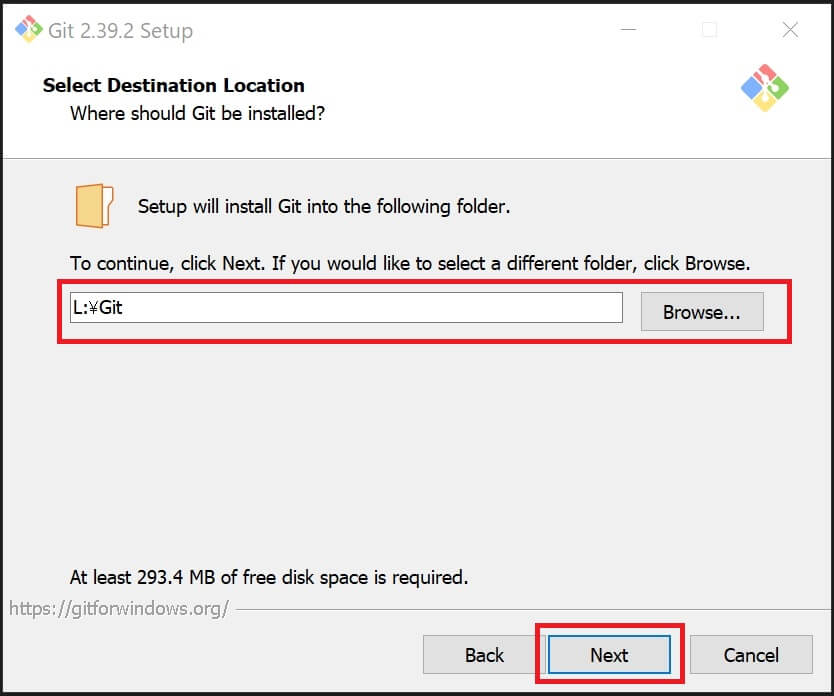 Git 2.39.2 Setup
Select Destination Location
Where should Git be installed?
Setup will install Git into the following folder.
To continue, click Next. If you would like to select a different folder, click Browse.
L:¥Git
Browse...
At least 293.4 MB of free disk space is required.
https://gitforwindows.org/
Back
Next
Cancel